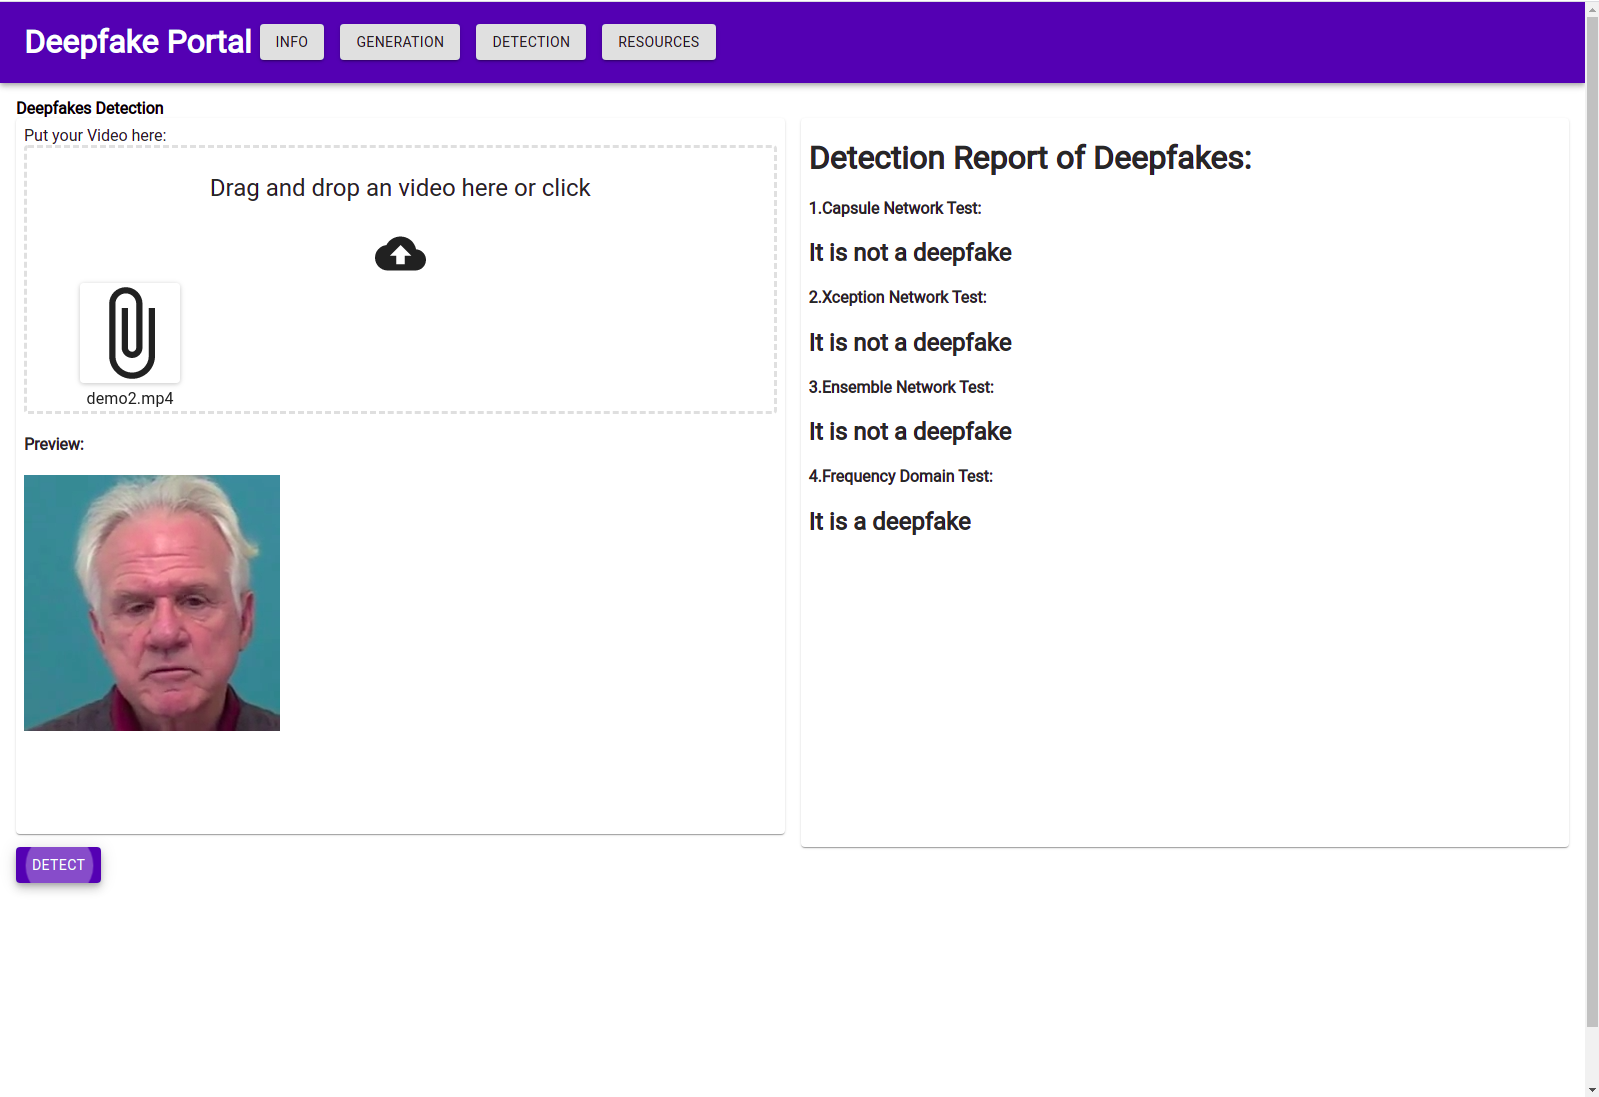 Deepfake Portal INFO GENERATION DETECTION RESOURCES
Deepfakes Detection
Put your Video here:
Drag and drop an video here or click
demo2.mp4
Preview:
DETECT
Detection Report of Deepfakes:
1.Capsule Network Test:
It is not a deepfake
2.Xception Network Test:
It is not a deepfake
3.Ensemble Network Test:
It is not a deepfake
4.Frequency Domain Test:
It is a deepfake